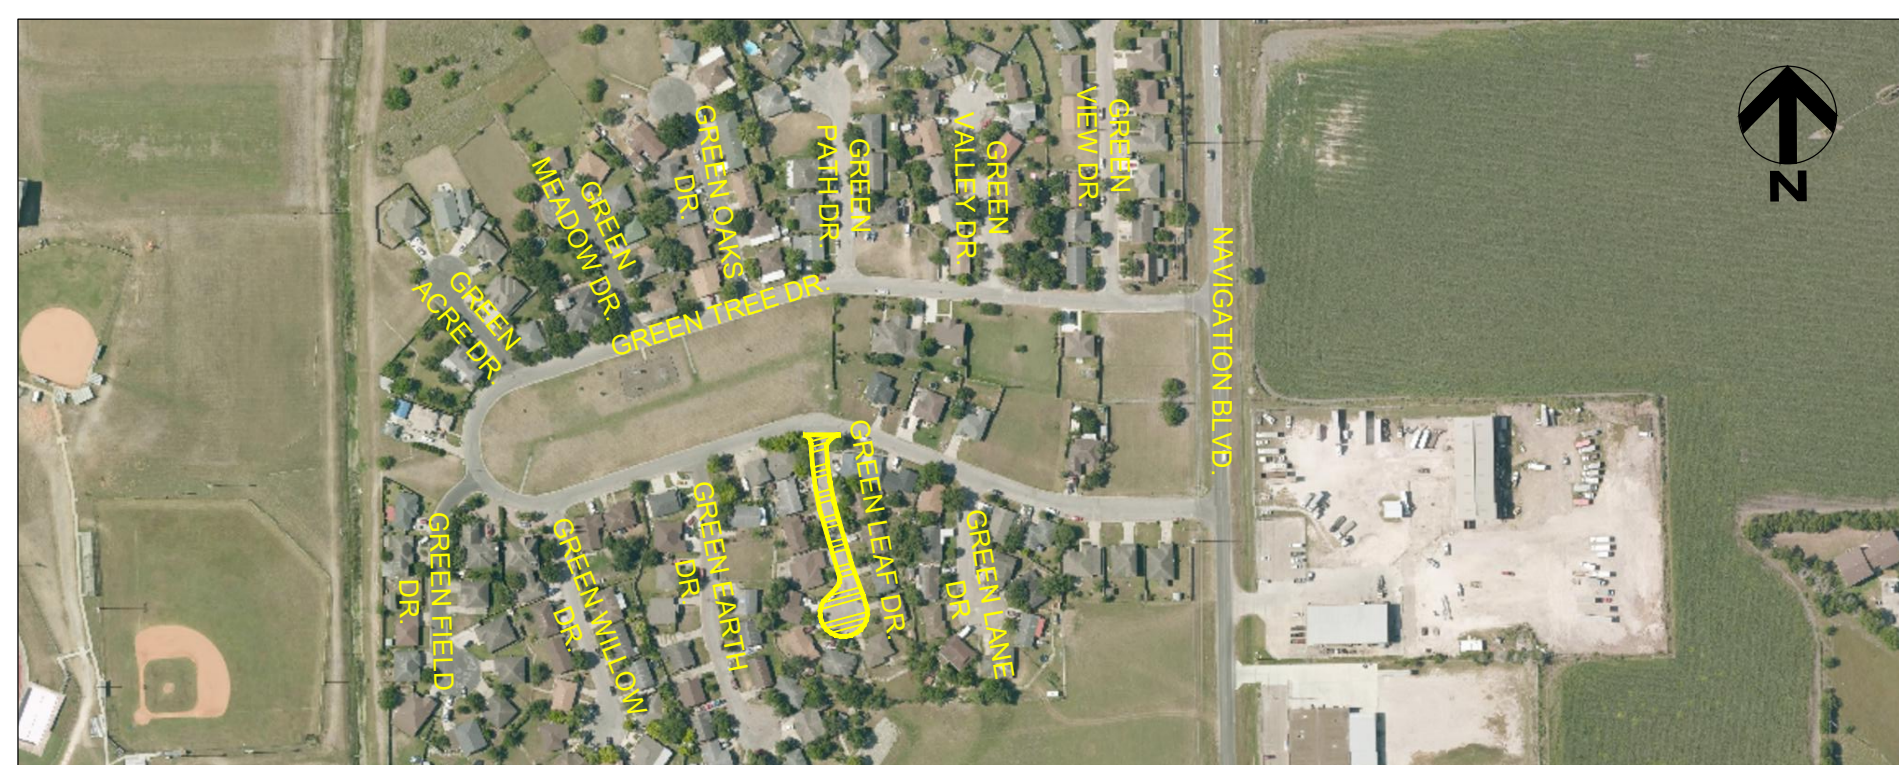 GREEN
VIEW DR.
GREEN OAKS
DR.
GREEN
PATH DR.
GREEN
VALLEY DR.
GREEN
MEADOW DR.
N
GREEN
ACRE DR.
GREEN TREE DR.
NAVIGATION BLVD.
GREEN LEAF DR.
GREEN EARTH
DR
GREEN LANE
DR
GREEN FIELD
DR.
GREEN WILLOW
DR.